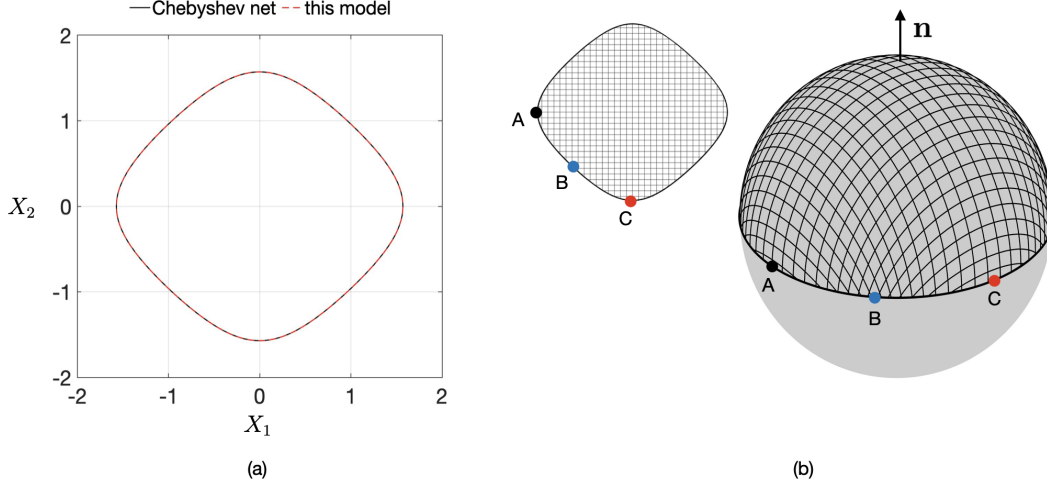 Chebyshev net this model
2
1
X₂ 0
-1
-2
-2 -1 0 1 2
X₁
(a)
A
B
C
n
A
B
C
(b)